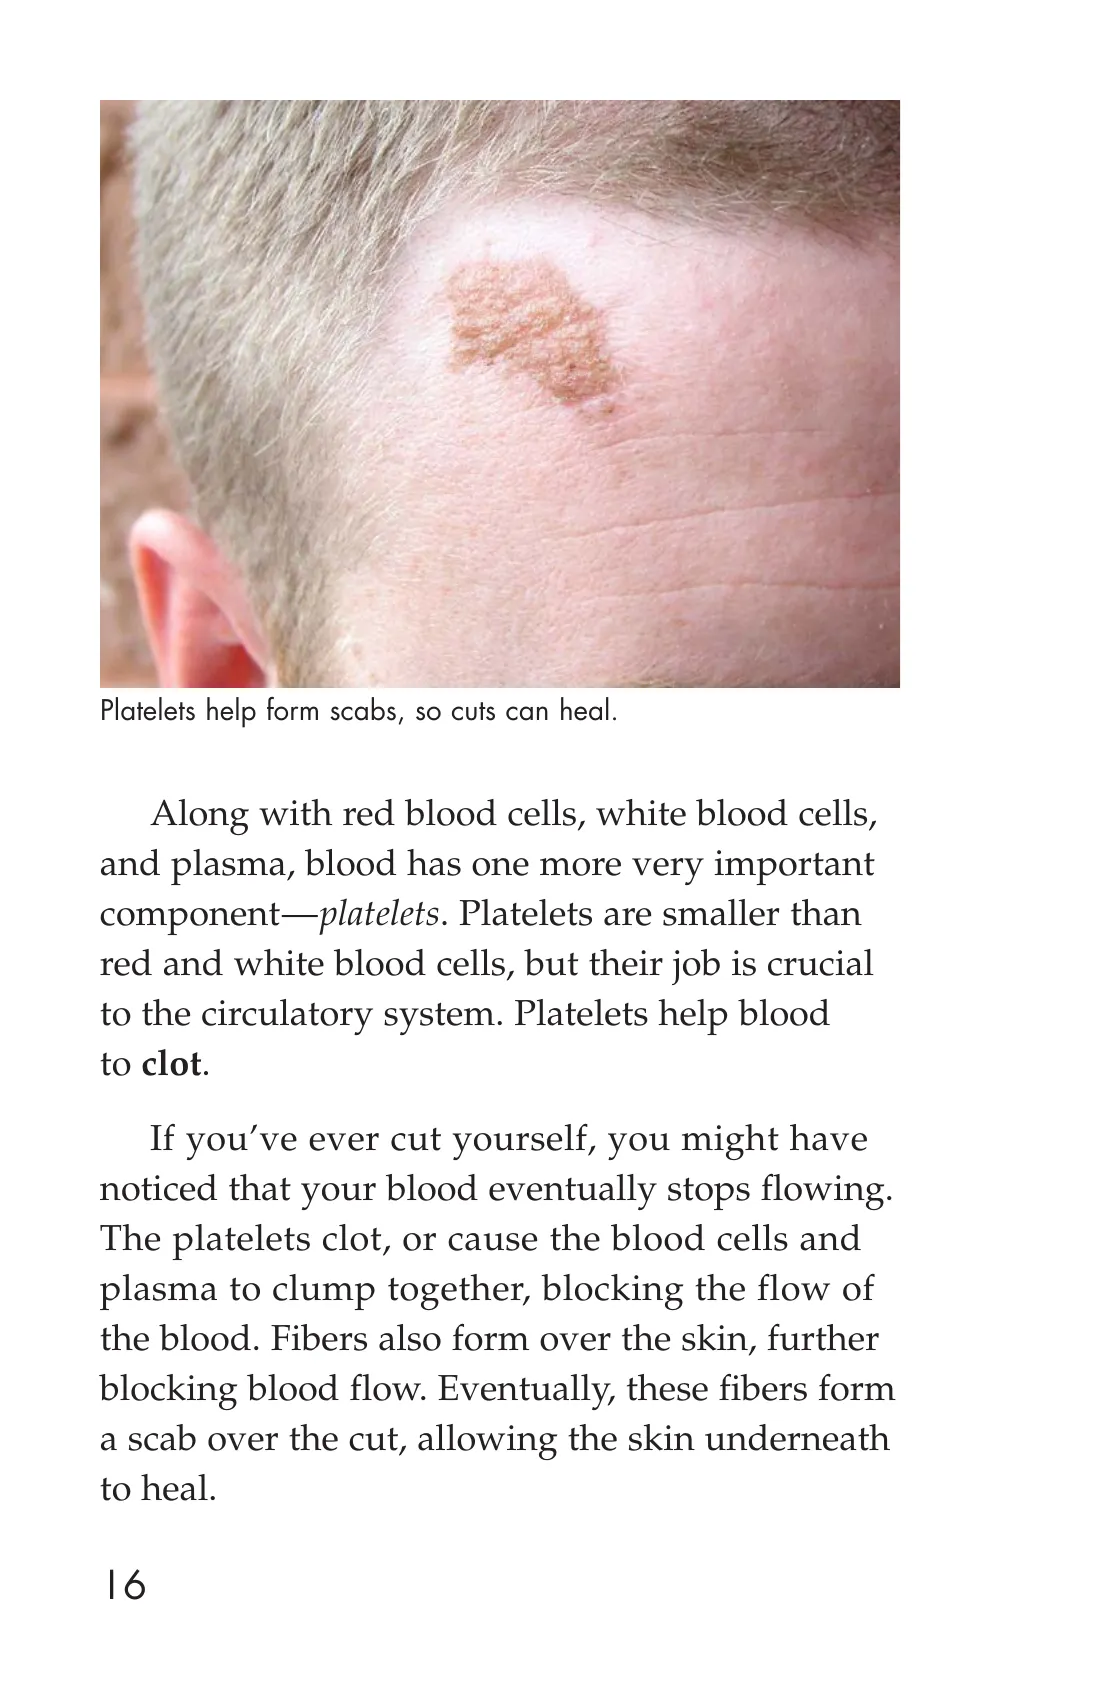 Platelets help form scabs, so cuts can heal.
Along with red blood cells, white blood cells,
and plasma, blood has one more very important
component—platelets. Platelets are smaller than
red and white blood cells, but their job is crucial
to the circulatory system. Platelets help blood
to clot.
If you’ve ever cut yourself, you might have
noticed that your blood eventually stops flowing.
The platelets clot, or cause the blood cells and
plasma to clump together, blocking the flow of
the blood. Fibers also form over the skin, further
blocking blood flow. Eventually, these fibers form
a scab over the cut, allowing the skin underneath
to heal.
16